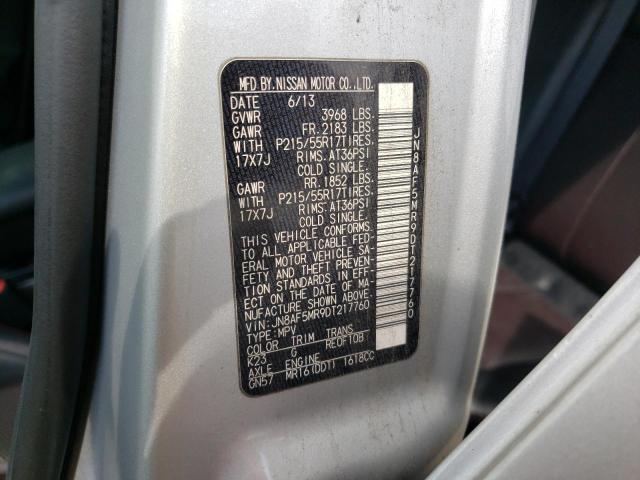 MFD BY. NISSAN MOTOR CO., LTD.
DATE 6/13
GVWR 3968 LBS.
GAWR FR. 2183 LBS.
WITH P215/55R17TIRES.
17X7J RIMS. AT36PSI
COLD SINGLE.
GAWR RR. 1852 LBS.
WITH P215/55R17TIRES.
17X7J RIMS. AT36PSI
COLD SINGLE.
THIS VEHICLE CONFORMS
TO ALL APPLICABLE FED
ERAL MOTOR VEHICLE, SA-
FETY AND THEFT PREVEN-
TION STANDARDS IN EFF-
ECT ON THE DATE OF MA-
NUFACTURE SHOWN ABOVE.
VIN:JN8AF5MR9DT217760
TYPE: MPV
COLOR TRIM TRANS
K23 G RE0F10B
AXLE ENGINE
GN57 MR16(DDT) 1618CC
JN8AF5MR9DT217760